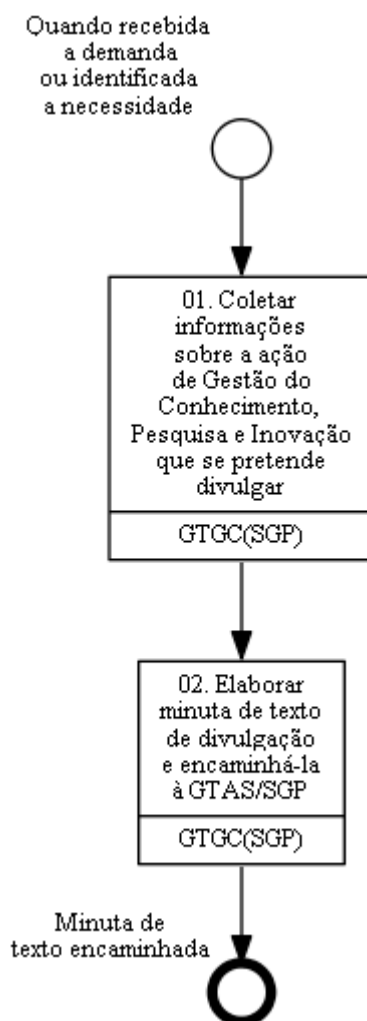 Quando recebida
a demanda
ou identificada
a necessidade
01. Coletar
informações
sobre a ação
de Gestão do
Conhecimento,
Pesquisa e Inovação
que se pretende
divulgar
GTGC(SGP)
02. Elaborar
minuta de texto
de divulgação
e encaminhá-la
à GTAS/SGP
GTGC(SGP)
Minuta de
texto encaminhada